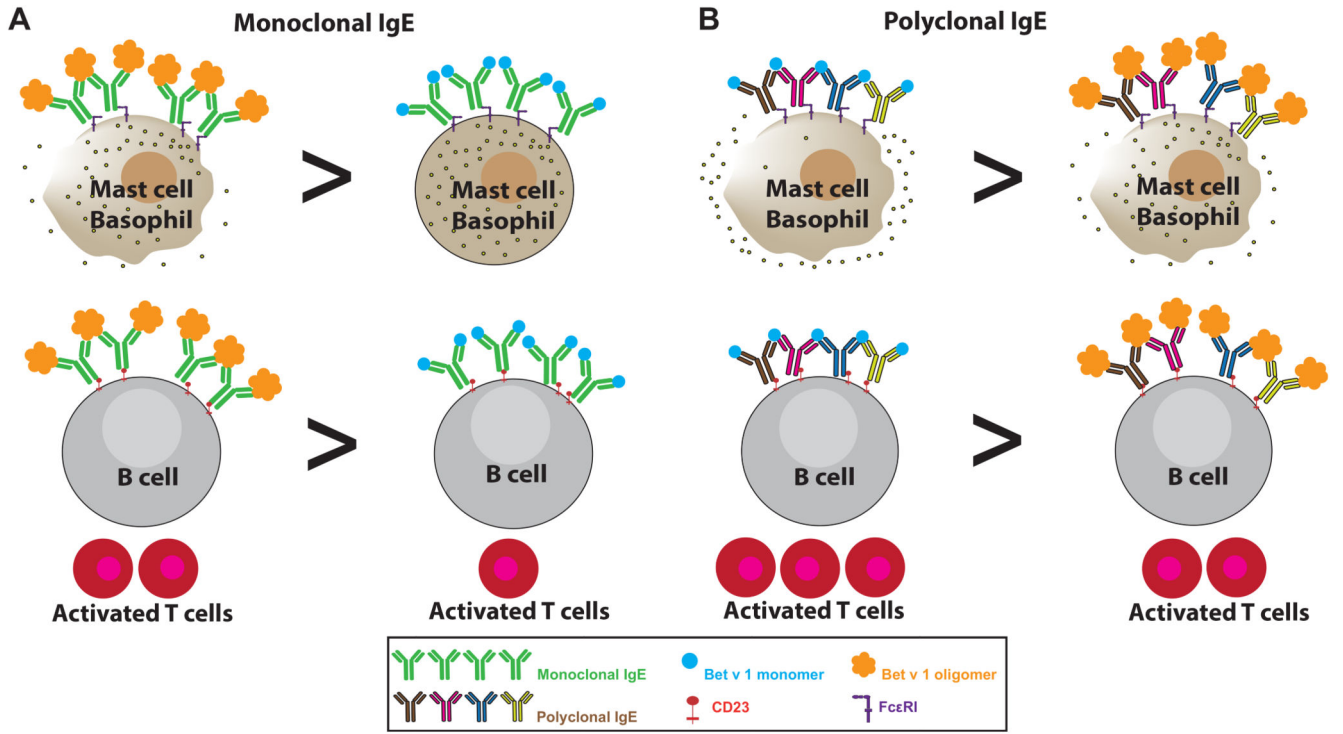 A
Monoclonal IgE
B
Polyclonal IgE
Mast cell
Basophil
>
Mast cell
Basophil
Mast cell
Basophil
>
Mast cell
Basophil
B cell
>
B cell
B cell
>
B cell
Activated T cells
Activated T cells
Activated T cells
Activated T cells
Monoclonal IgE
Bet v 1 monomer
Bet v 1 oligomer
Polyclonal IgE
CD23
FcεRI